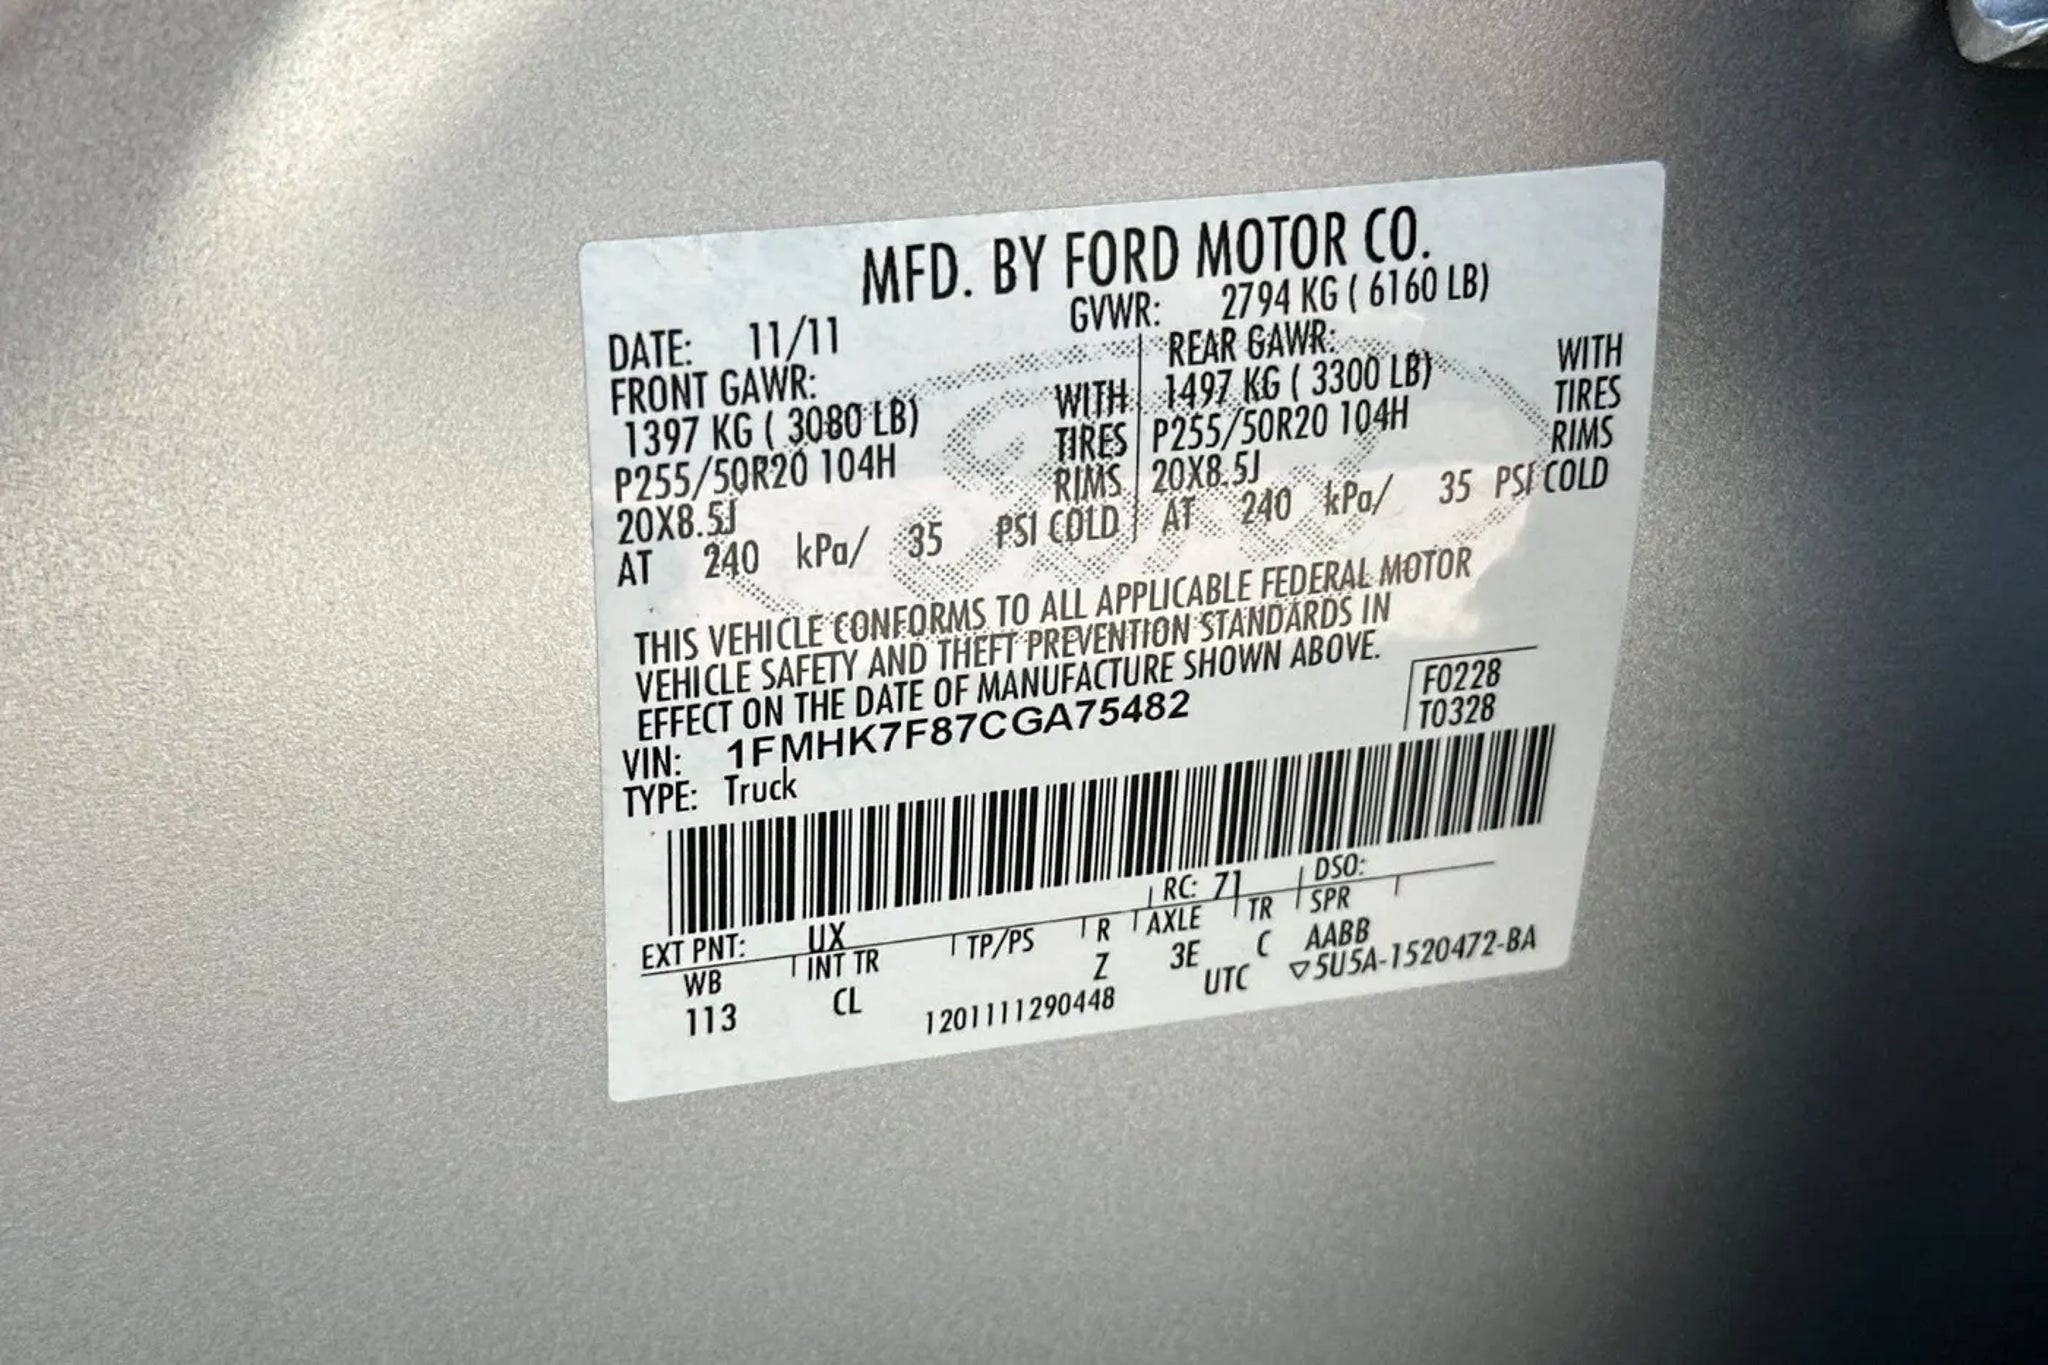 MFD. BY FORD MOTOR CO.
DATE: 11/11 GVWR: 2794 KG ( 6160 LB)
FRONT GAWR: REAR GAWR:
1397 KG ( 3080 LB) WITH 1497 KG ( 3300 LB) WITH
P255/50R20 104H TIRES P255/50R20 104H TIRES
20X8.5J RIMS 20X8.5J RIMS
AT 240 kPa/ 35 PSI COLD AT 240 kPa/ 35 PSI COLD
THIS VEHICLE CONFORMS TO ALL APPLICABLE FEDERAL MOTOR
VEHICLE SAFETY AND THEFT PREVENTION STANDARDS IN
EFFECT ON THE DATE OF MANUFACTURE SHOWN ABOVE.
F0228
VIN: 1FMHK7F87CGA75482 T0328
TYPE: Truck
EXT PNT: UX RC: 71 DSO:
WB INT TR TP/PS R AXLE TR SPR
113 CL Z 3E C AABB
1201111290448 UTC ▽5U5A-1520472-BA